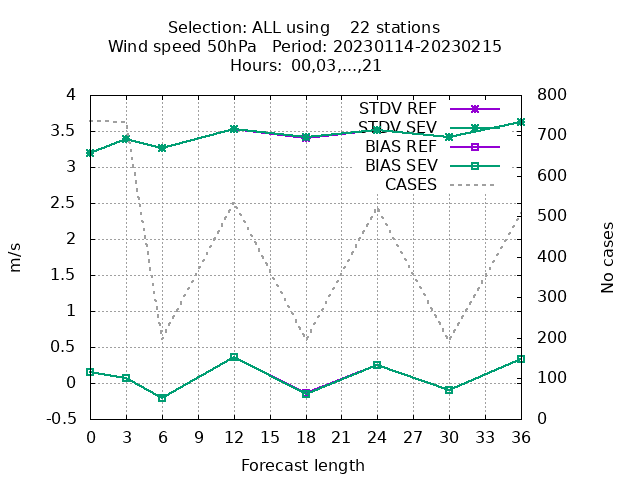 Selection: ALL using    22 stations
Wind speed 50hPa   Period: 20230114-20230215
Hours:  00,03,...,21
4
3.5
3
2.5
2
1.5
1
0.5
0
-0.5
m/s
STDV REF
STDV SEV
BIAS REF
BIAS SEV
CASES
800
700
600
500
400
300
200
100
0
No cases
0 3 6 9 12 15 18 21 24 27 30 33 36
Forecast length